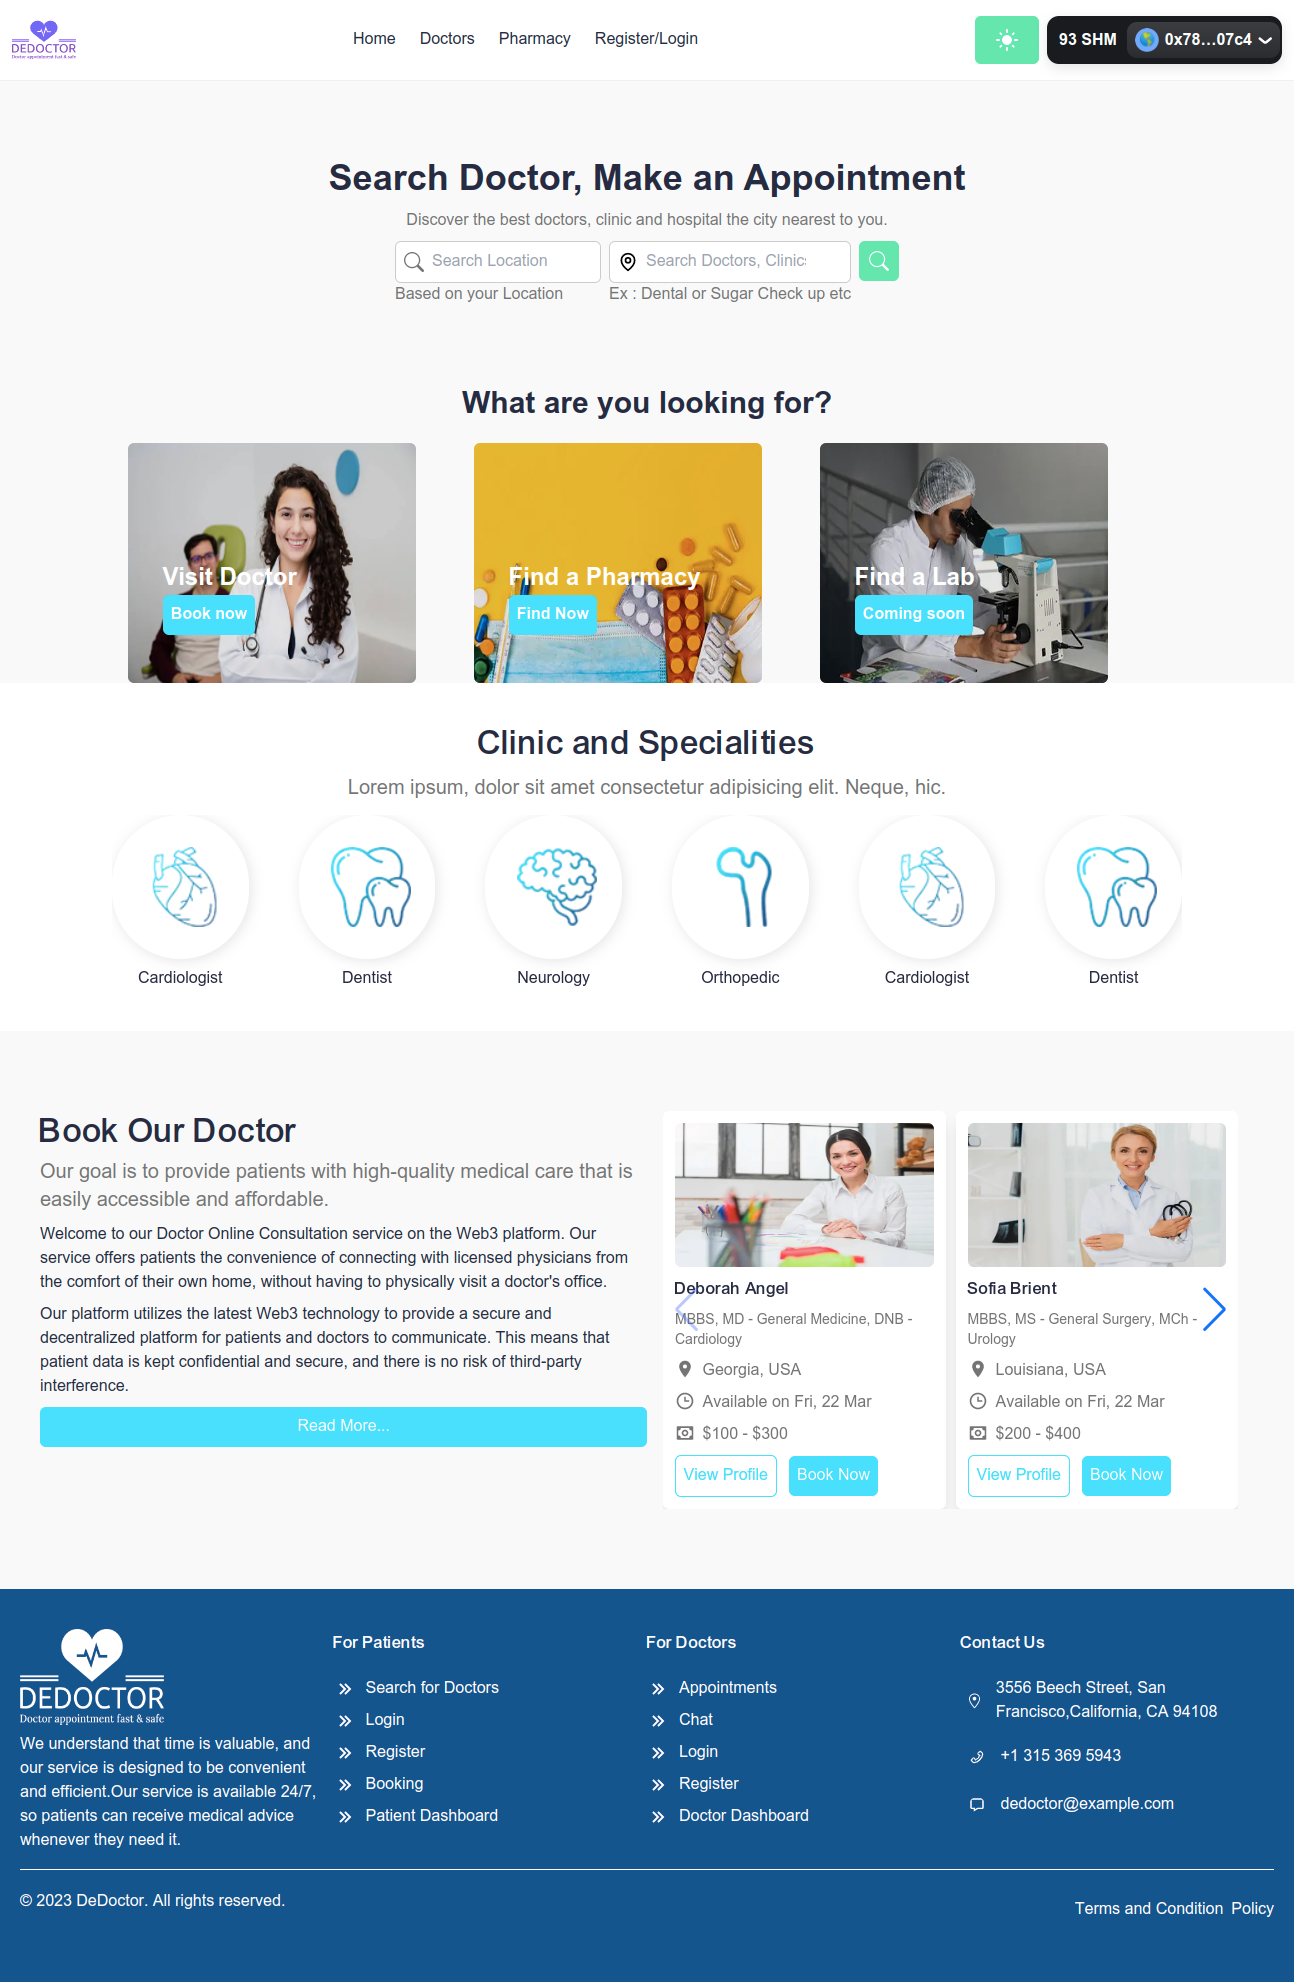 DEDOCTOR
Doctor appointment fast & safe
Home
Doctors
Pharmacy
Register/Login
93 SHM
0x78...07c4
Search Doctor, Make an Appointment
Discover the best doctors, clinic and hospital the city nearest to you.
Search Location
Search Doctors, Clinics
Based on your Location
Ex : Dental or Sugar Check up etc
What are you looking for?
Visit Doctor
Book now
Find a Pharmacy
Find Now
Find a Lab
Coming soon
Clinic and Specialities
Lorem ipsum, dolor sit amet consectetur adipisicing elit. Neque, hic.
Cardiologist
Dentist
Neurology
Orthopedic
Cardiologist
Dentist
Book Our Doctor
Our goal is to provide patients with high-quality medical care that is
easily accessible and affordable.
Welcome to our Doctor Online Consultation service on the Web3 platform. Our
service offers patients the convenience of connecting with licensed physicians from
the comfort of their own home, without having to physically visit a doctor's office.
Our platform utilizes the latest Web3 technology to provide a secure and
decentralized platform for patients and doctors to communicate. This means that
patient data is kept confidential and secure, and there is no risk of third-party
interference.
Read More...
Deborah Angel
MBBS, MD - General Medicine, DNB -
Cardiology
Georgia, USA
Available on Fri, 22 Mar
$100 - $300
View Profile
Book Now
Sofia Brient
MBBS, MS - General Surgery, MCh -
Urology
Louisiana, USA
Available on Fri, 22 Mar
$200 - $400
View Profile
Book Now
DEDOCTOR
Doctor appointment fast & safe
We understand that time is valuable, and
our service is designed to be convenient
and efficient.Our service is available 24/7,
so patients can receive medical advice
whenever they need it.
For Patients
Search for Doctors
Login
Register
Booking
Patient Dashboard
For Doctors
Appointments
Chat
Login
Register
Doctor Dashboard
Contact Us
3556 Beech Street, San
Francisco,California, CA 94108
+1 315 369 5943
dedoctor@example.com
© 2023 DeDoctor. All rights reserved.
Terms and Condition
Policy